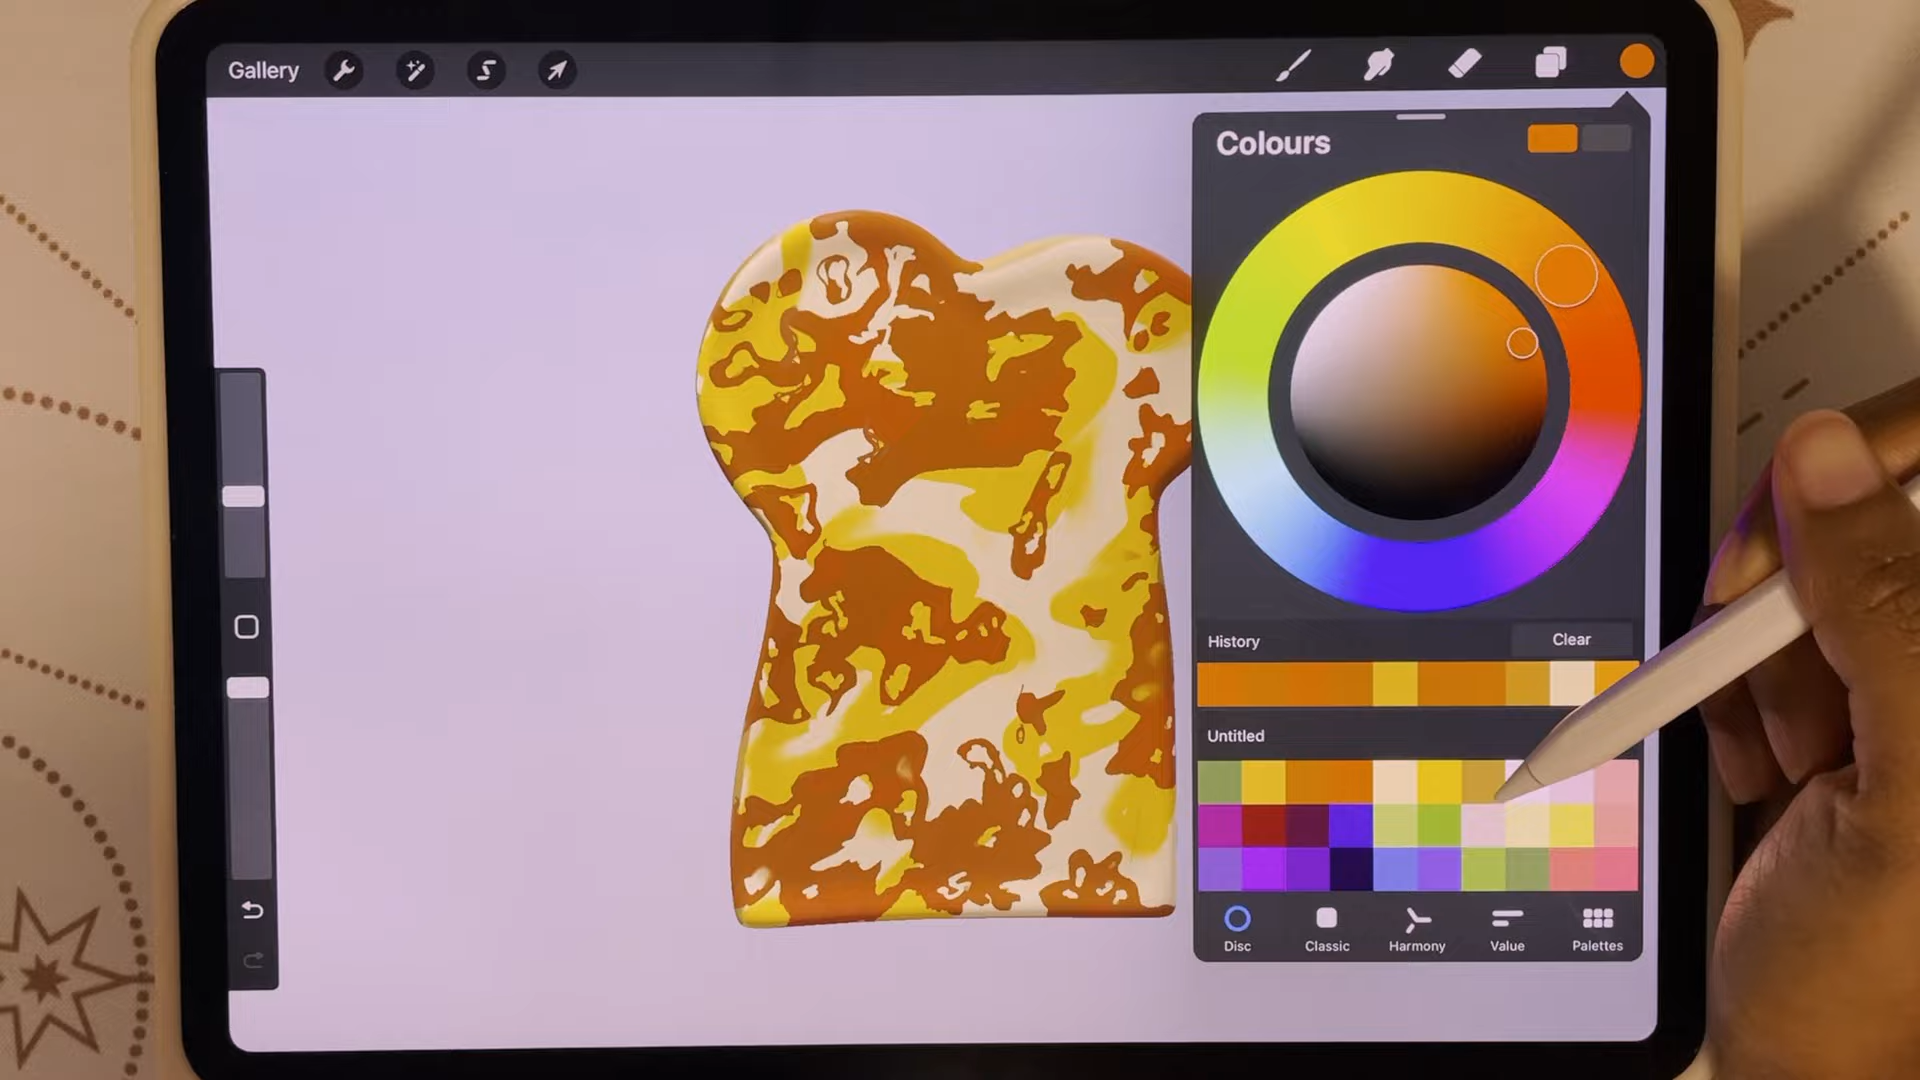 Gallery
Colours
History
Clear
Untitled
Disc
Classic
Harmony
Value
Palettes